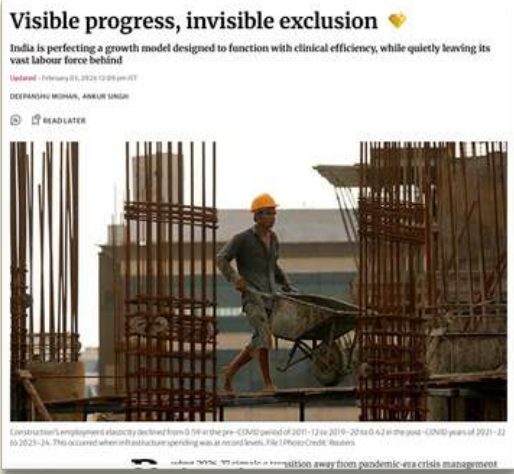 Visible progress, invisible exclusion
India is perfecting a growth model designed to function with clinical efficiency, while quietly leaving its
vast labour force behind
Updated - February 03, 2026 12:09 pm IST
DEEPANSHU MOHAN, ANKUR SINGH
READ LATER
Construction's employment elasticity declined from 0.59 in the pre-COVID period of 2011-12 to 2019-20 to 0.42 in the post-COVID years of 2021-22
to 2023-24. This occurred when infrastructure spending was at record levels. File | Photo Credit: Reuters
2026-27 signals a transition away from pandemic-era crisis management